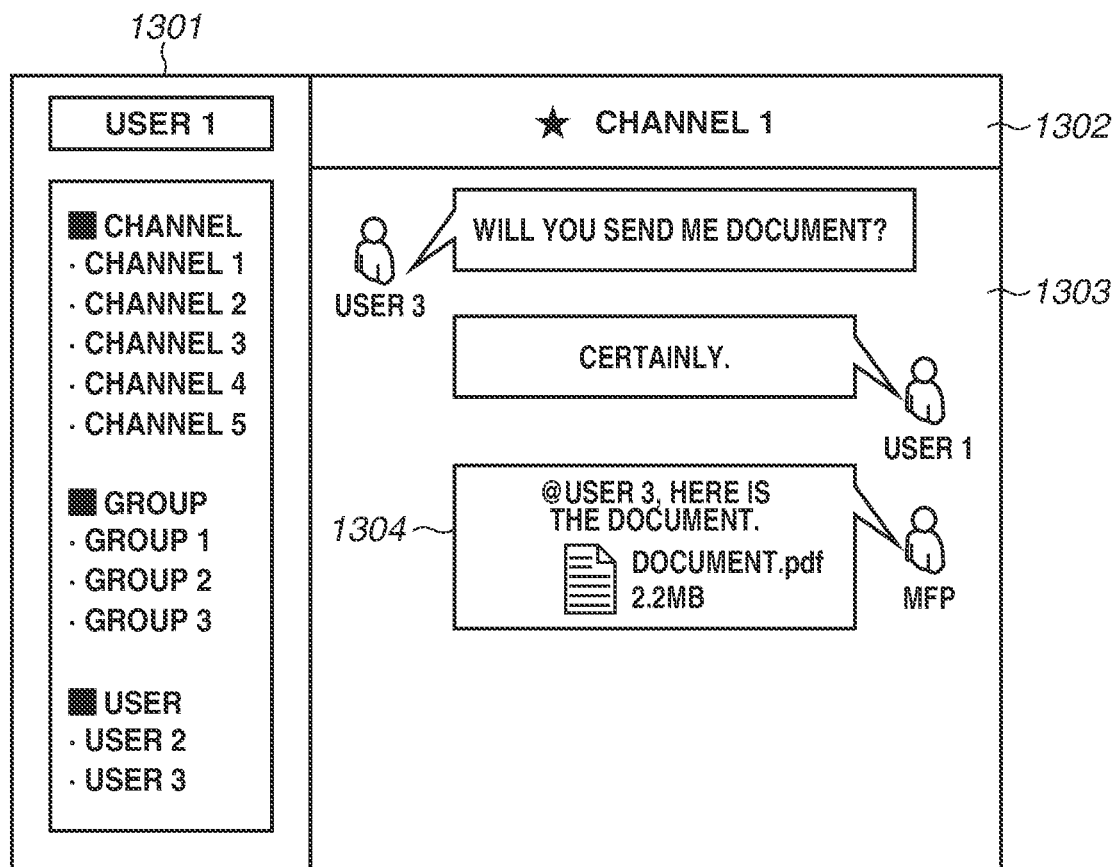 1301
USER 1
■ CHANNEL
· CHANNEL 1
· CHANNEL 2
· CHANNEL 3
· CHANNEL 4
· CHANNEL 5
■ GROUP
· GROUP 1
· GROUP 2
· GROUP 3
■ USER
· USER 2
· USER 3
★ CHANNEL 1
1302
WILL YOU SEND ME DOCUMENT?
USER 3
1303
CERTAINLY.
USER 1
1304
@USER 3, HERE IS
THE DOCUMENT.
DOCUMENT.pdf
2.2MB
MFP